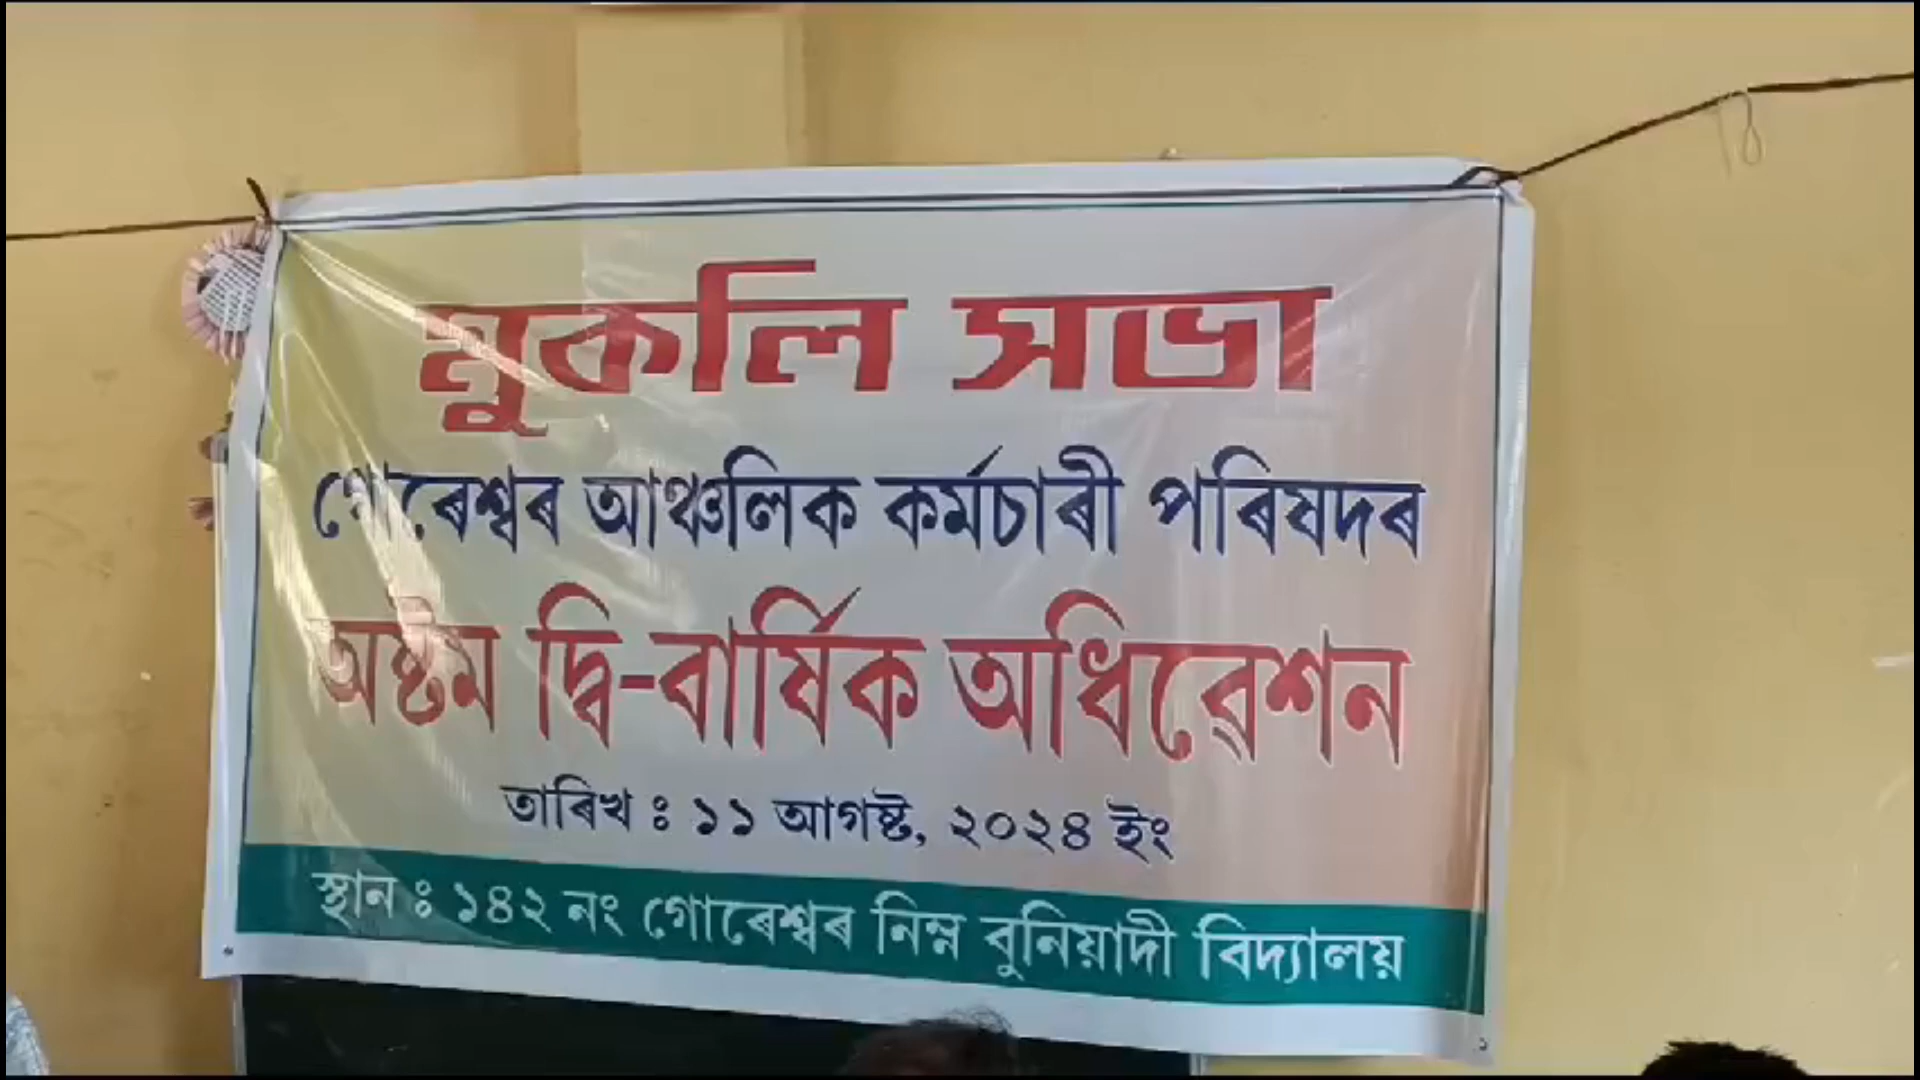 মুকলি সভা
গোৰেশ্বৰ আঞ্চলিক কৰ্মচাৰী পৰিষদৰ
অষ্টম দ্বি-বাৰ্ষিক অধিৱেশন
তাৰিখ ঃ ১১ আগষ্ট, ২০২৪ ইং
স্থান ঃ ১৪২ নং গোৰেশ্বৰ নিম্ন বুনিয়াদী বিদ্যালয়